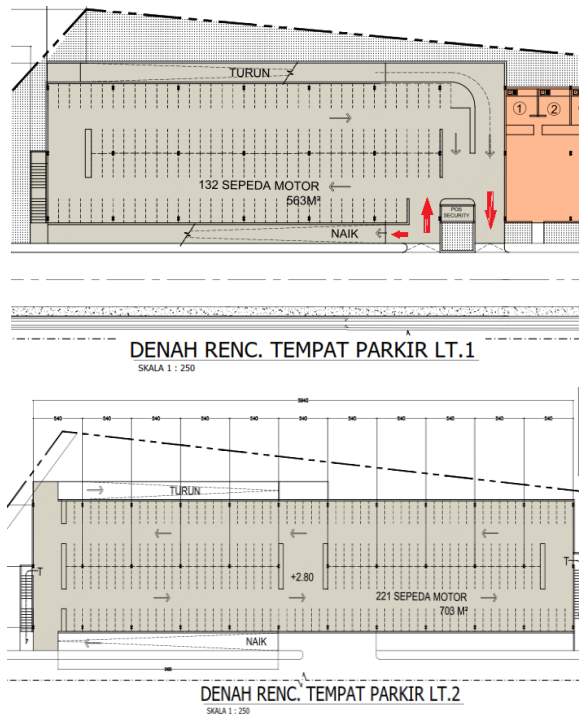 TURUN
1
2
132 SEPEDA MOTOR
563M²
POS
SECURITY
NAIK
DENAH RENC. TEMPAT PARKIR LT.1
SKALA 1 : 250
5940
540 540 540 540 540 540 540 540 540 540 540
TURUN
T
+2.80
T
221 SEPEDA MOTOR
703 M²
NAIK
DENAH RENC. TEMPAT PARKIR LT.2
SKALA 1 : 250